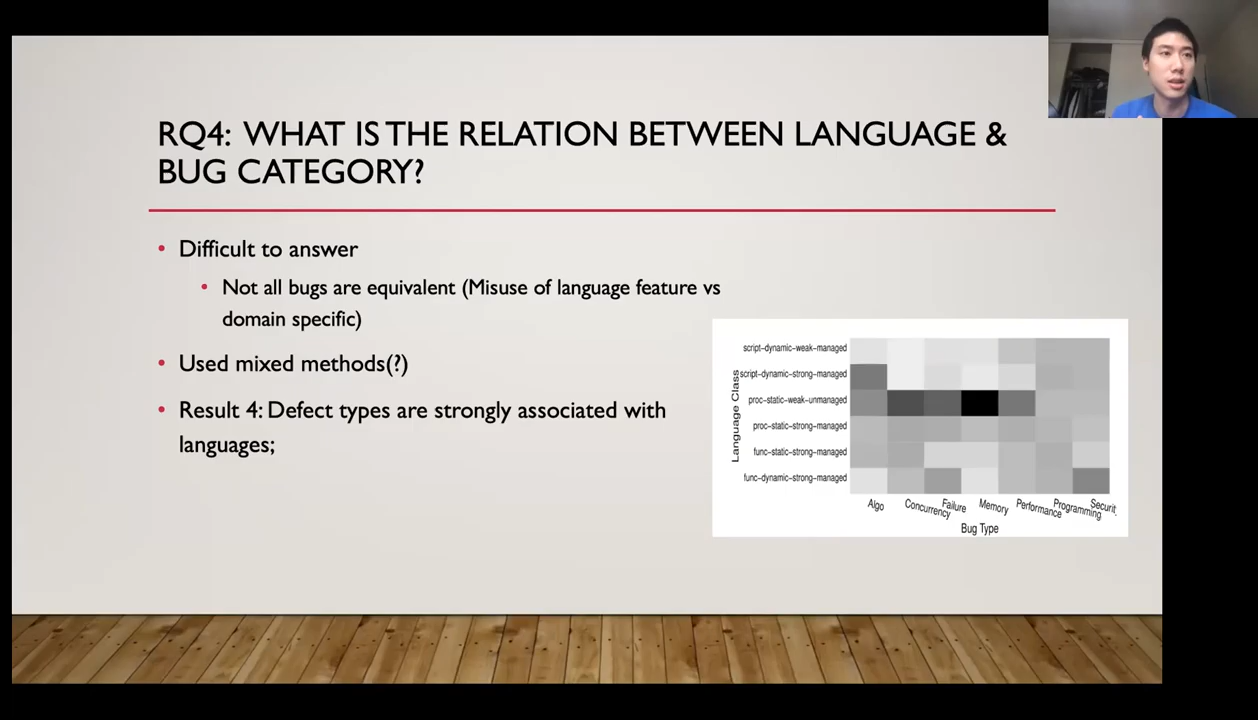 RQ4: WHAT IS THE RELATION BETWEEN LANGUAGE &
BUG CATEGORY?
• Difficult to answer
• Not all bugs are equivalent (Misuse of language feature vs
domain specific)
• Used mixed methods(?)
• Result 4: Defect types are strongly associated with
languages;
Language Class
script-dynamic-weak-managed
script-dynamic-strong-managed
proc-static-weak-unmanaged
proc-static-strong-managed
func-static-strong-managed
func-dynamic-strong-managed
Algo
Concurrency
Failure
Memory
Performance
Programming
Securit
Bug Type